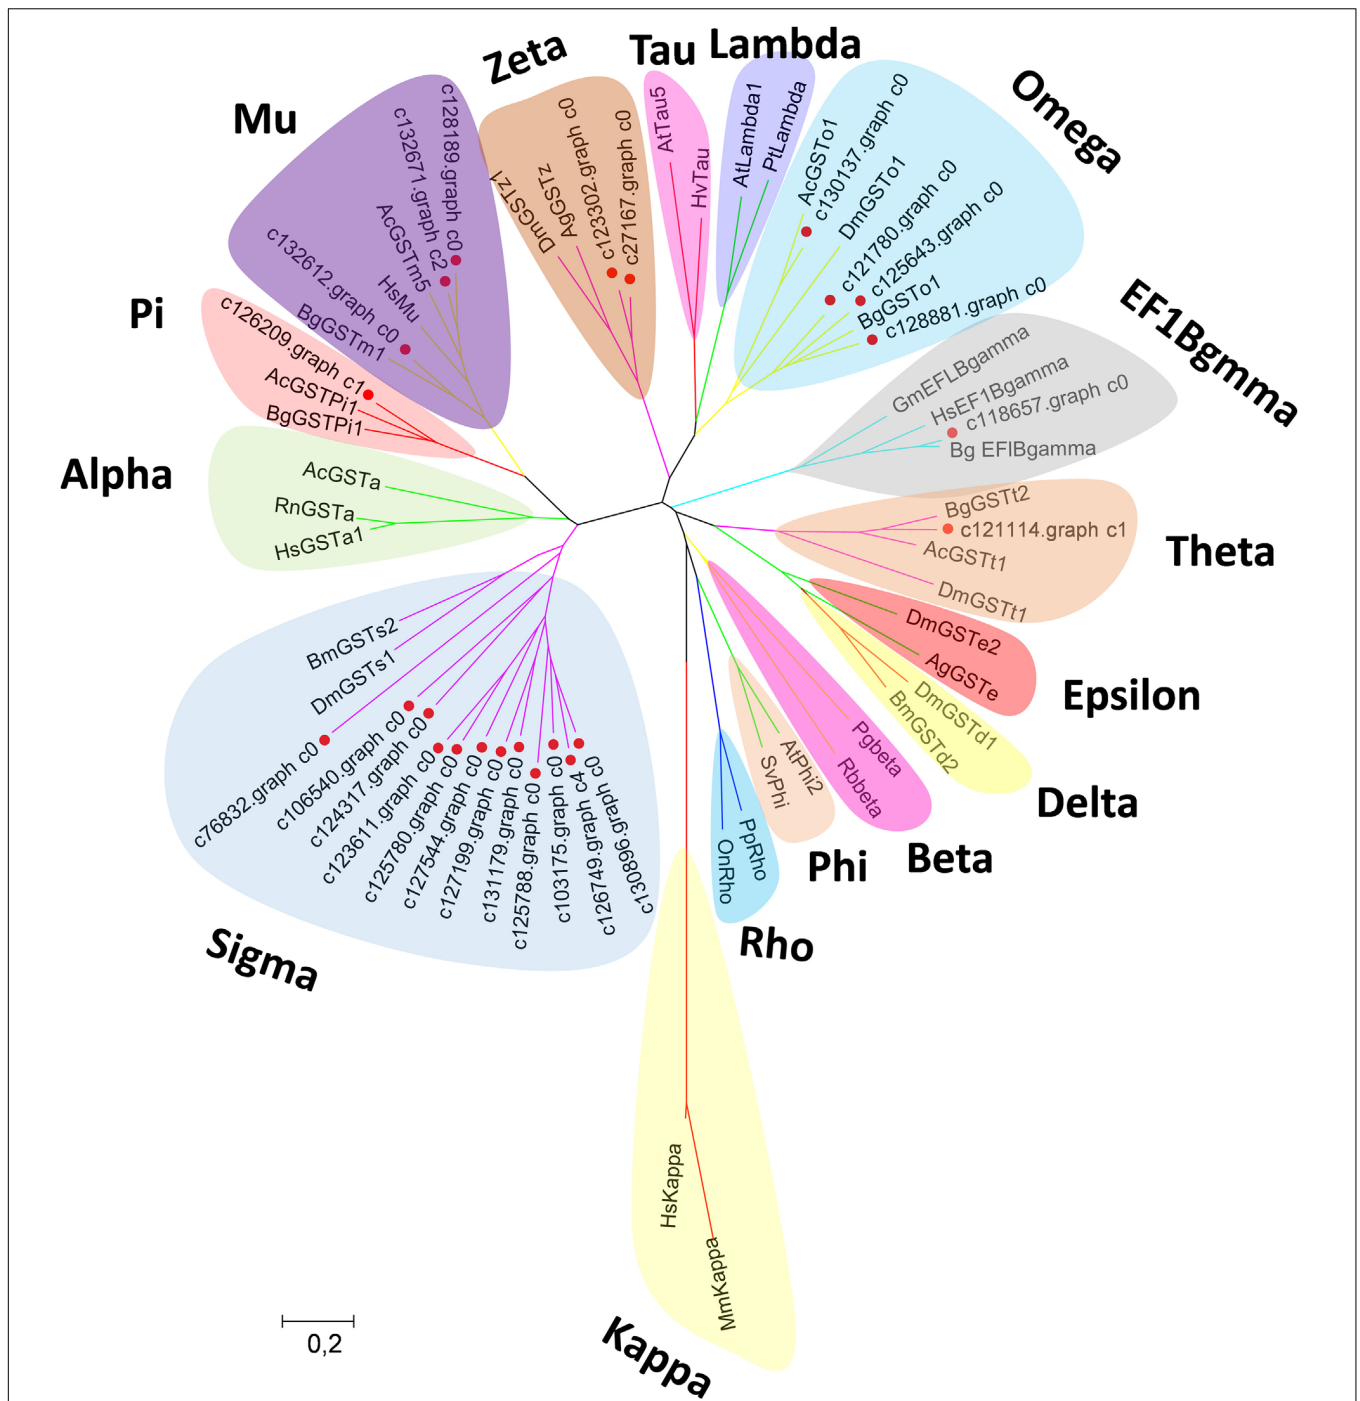 Zeta
Tau
Lambda
Omega
Mu
c128189.graph c0
c132671.graph c2
AcGSTm5
HsMu
c132612.graph c0
BgGSTm1
DmGSTz1
AgGSTz
c123302.graph c0
c27167.graph c0
AtTau5
HvTau
AtLambda1
PtLambda
AcGSTo1
c130137.graph c0
DmGSTo1
c121780.graph c0
c125643.graph c0
BgGSTo1
c128881.graph c0
EF1Bgmma
GmEFLBgamma
HsEF1Bgamma
c118657.graph c0
Bg EFIBgamma
Pi
c126209.graph c1
AcGSTPi1
BgGSTPi1
Alpha
AcGSTa
RnGSTa
HsGSTa1
Theta
BgGSTt2
c121114.graph c1
AcGSTt1
DmGSTt1
Epsilon
DmGSTe2
AgGSTe
Delta
DmGSTd1
BmGSTd2
Beta
Pgbeta
Rbbeta
Phi
AtPhi2
SvPhi
Rho
PpRho
OnRho
Sigma
BmGSTs2
DmGSTs1
c76832.graph c0
c106540.graph c0
c124317.graph c0
c123611.graph c0
c125780.graph c0
c127544.graph c0
c127199.graph c0
c131179.graph c0
c125788.graph c0
c103175.graph c0
c126749.graph c4
c130896.graph c0
HsKappa
MmKappa
Kappa
0,2